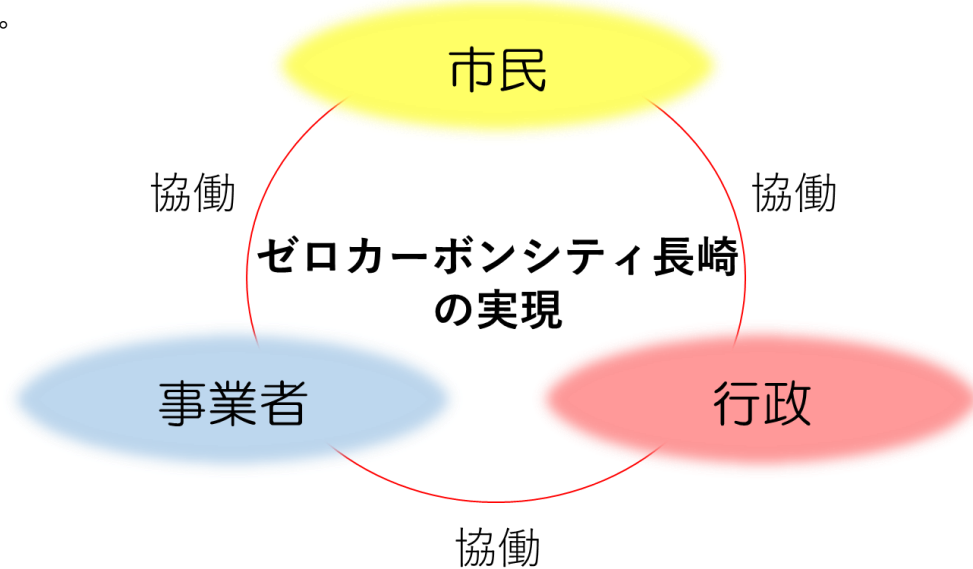 。
市民
協働
協働
ゼロカーボンシティ長崎
の実現
事業者
行政
協働